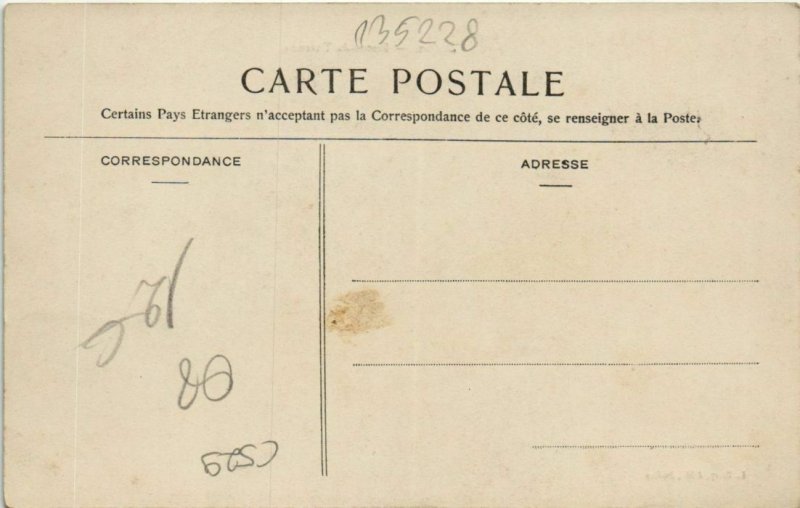 135228
CARTE POSTALE
Certains Pays Etrangers n'acceptant pas la Correspondance de ce côté, se renseigner à la Poste.
CORRESPONDANCE
ADRESSE